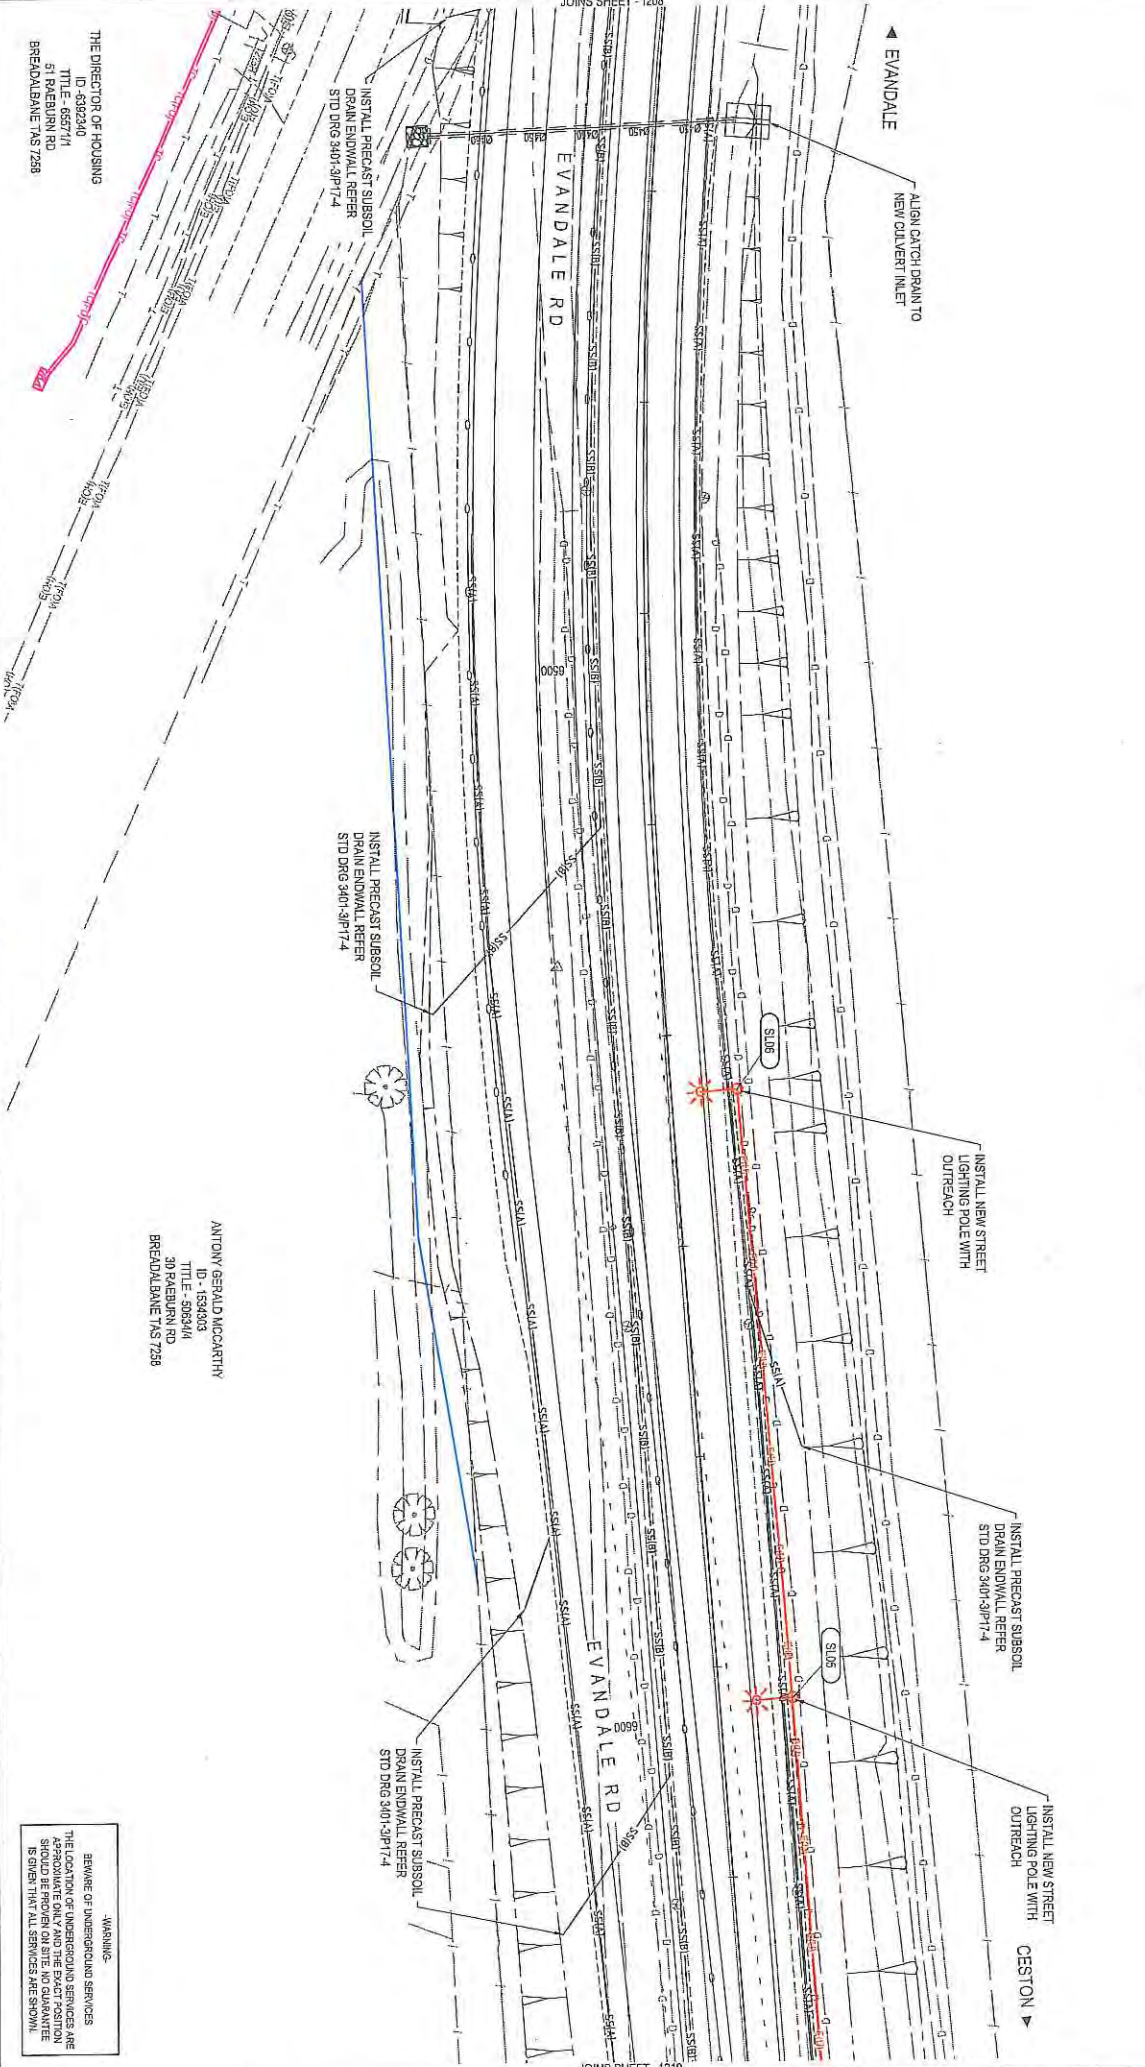 JOINS SHEET - 1208
◄ EVANDALE
ALIGN CATCH DRAIN TO
NEW CULVERT INLET
INSTALL PRECAST SUBSOIL
DRAIN ENDWALL REFER
STD DRG 3401-3/P17-4
THE DIRECTOR OF HOUSING
ID -6392340
TITLE - 65571/1
51 RAEBURN RD
BREADALBANE TAS 7258
EVANDALE RD
6500
INSTALL PRECAST SUBSOIL
DRAIN ENDWALL REFER
STD DRG 3401-3/P17-4
SL06
INSTALL NEW STREET
LIGHTING POLE WITH
OUTREACH
ANTONY GERALD MCCARTHY
ID - 1534303
TITLE - 50634/4
30 RAEBURN RD
BREADALBANE TAS 7258
INSTALL PRECAST SUBSOIL
DRAIN ENDWALL REFER
STD DRG 3401-3/P17-4
SL05
INSTALL NEW STREET
LIGHTING POLE WITH
OUTREACH
CESTON ►
EVANDALE RD
6600
INSTALL PRECAST SUBSOIL
DRAIN ENDWALL REFER
STD DRG 3401-3/P17-4
SS(A)
SS(B)
-WARNING-
BEWARE OF UNDERGROUND SERVICES
THE LOCATION OF UNDERGROUND SERVICES ARE
APPROXIMATE ONLY AND THE EXACT POSITION
SHOULD BE PROVEN ON SITE. NO GUARANTEE
IS GIVEN THAT ALL SERVICES ARE SHOWN.